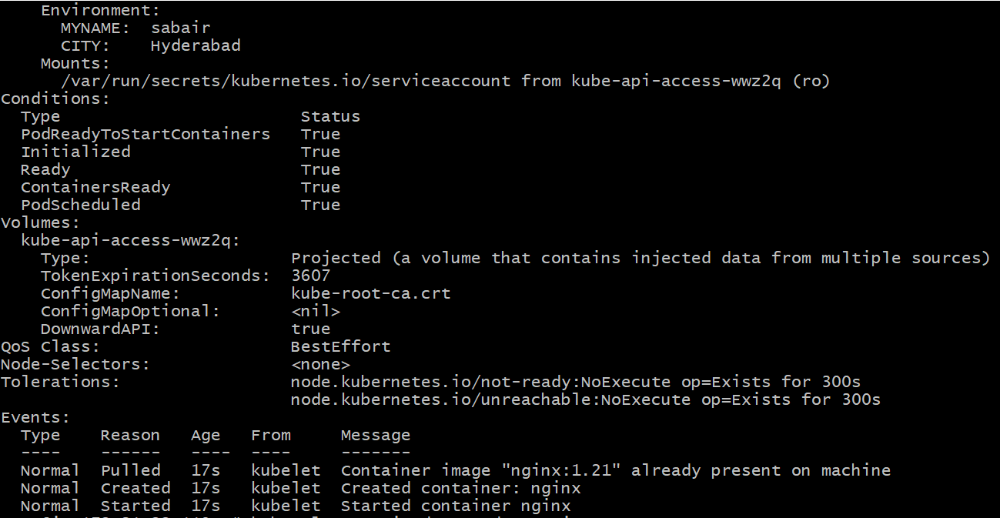 Environment:
MYNAME: sabair
CITY: Hyderabad
Mounts:
/var/run/secrets/kubernetes.io/serviceaccount from kube-api-access-wwz2q (ro)
Conditions:
Type Status
PodReadyToStartContainers True
Initialized True
Ready True
ContainersReady True
PodScheduled True
Volumes:
kube-api-access-wwz2q:
Type: Projected (a volume that contains injected data from multiple sources)
TokenExpirationSeconds: 3607
ConfigMapName: kube-root-ca.crt
ConfigMapOptional: <nil>
DownwardAPI: true
QoS Class: BestEffort
Node-Selectors: <none>
Tolerations: node.kubernetes.io/not-ready:NoExecute op=Exists for 300s
node.kubernetes.io/unreachable:NoExecute op=Exists for 300s
Events:
Type Reason Age From Message
---- ------ ---- ---- -------
Normal Pulled 17s kubelet Container image "nginx:1.21" already present on machine
Normal Created 17s kubelet Created container: nginx
Normal Started 17s kubelet Started container nginx